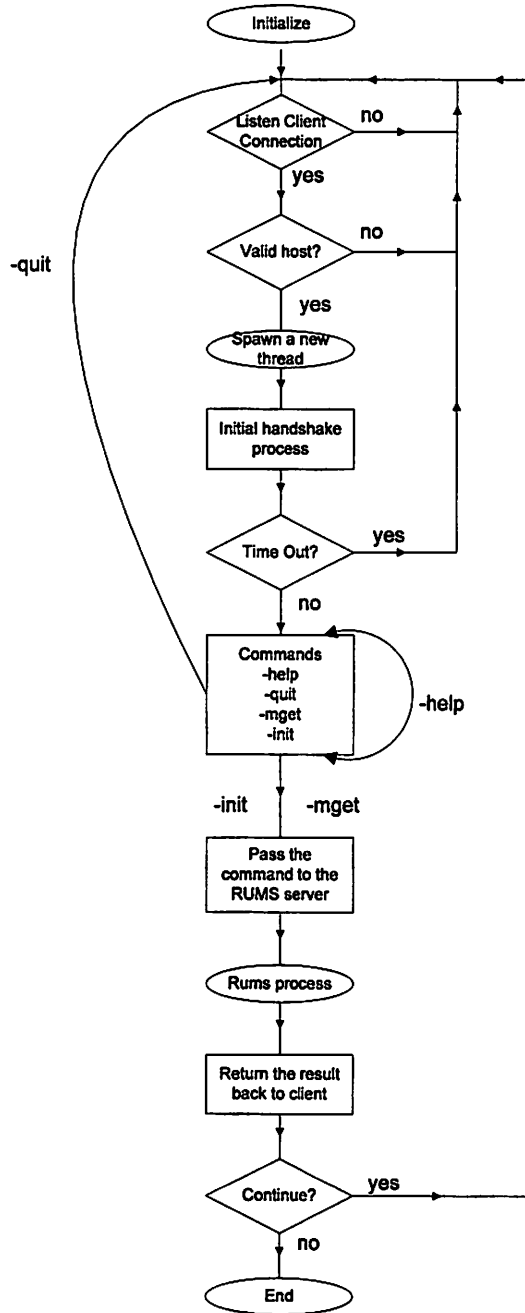 Initialize
Listen Client
Connection
no
yes
Valid host?
no
-quit
yes
Spawn a new
thread
Initial handshake
process
Time Out?
yes
no
Commands
-help
-quit
-mget
-init
-help
-init
-mget
Pass the
command to the
RUMS server
Rums process
Return the result
back to client
Continue?
yes
no
End